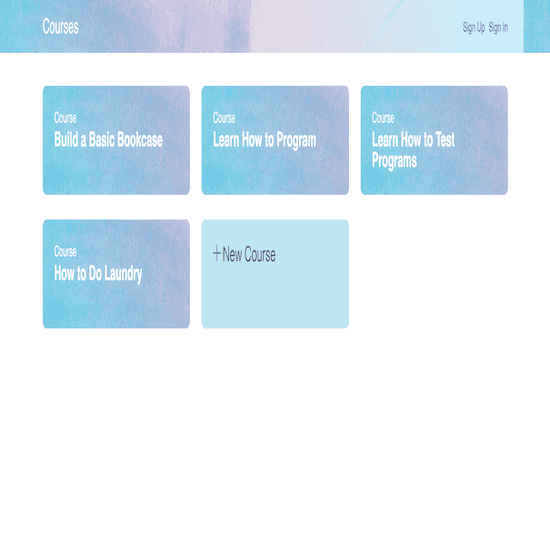 Courses
Sign Up Sign In
Course
Build a Basic Bookcase
Course
Learn How to Program
Course
Learn How to Test
Programs
Course
How to Do Laundry
+New Course